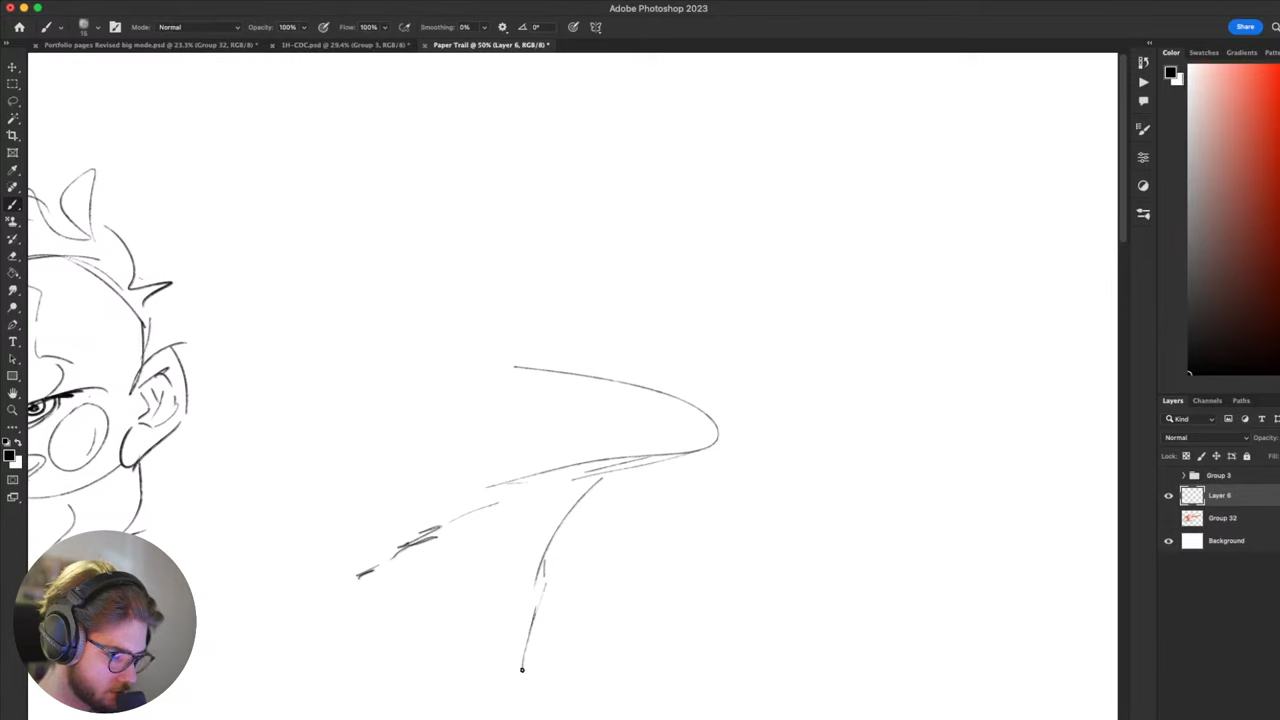 Adobe Photoshop 2023
Mode: Normal Opacity: 100% Flow: 100% Smoothing: 0% 0° Share
Portfolio pages Revised big mode.psd @ 23.3% (Group 32, RGB/8) *
1H-CDC.psd @ 29.4% (Group 3, RGB/8) *
Paper Trail @ 50% (Layer 6, RGB/8) *
Color Swatches Gradients Patte
Layers Channels Paths
Kind
Normal Opacity:
Lock: Fill:
Group 3
Layer 6
Group 32
Background